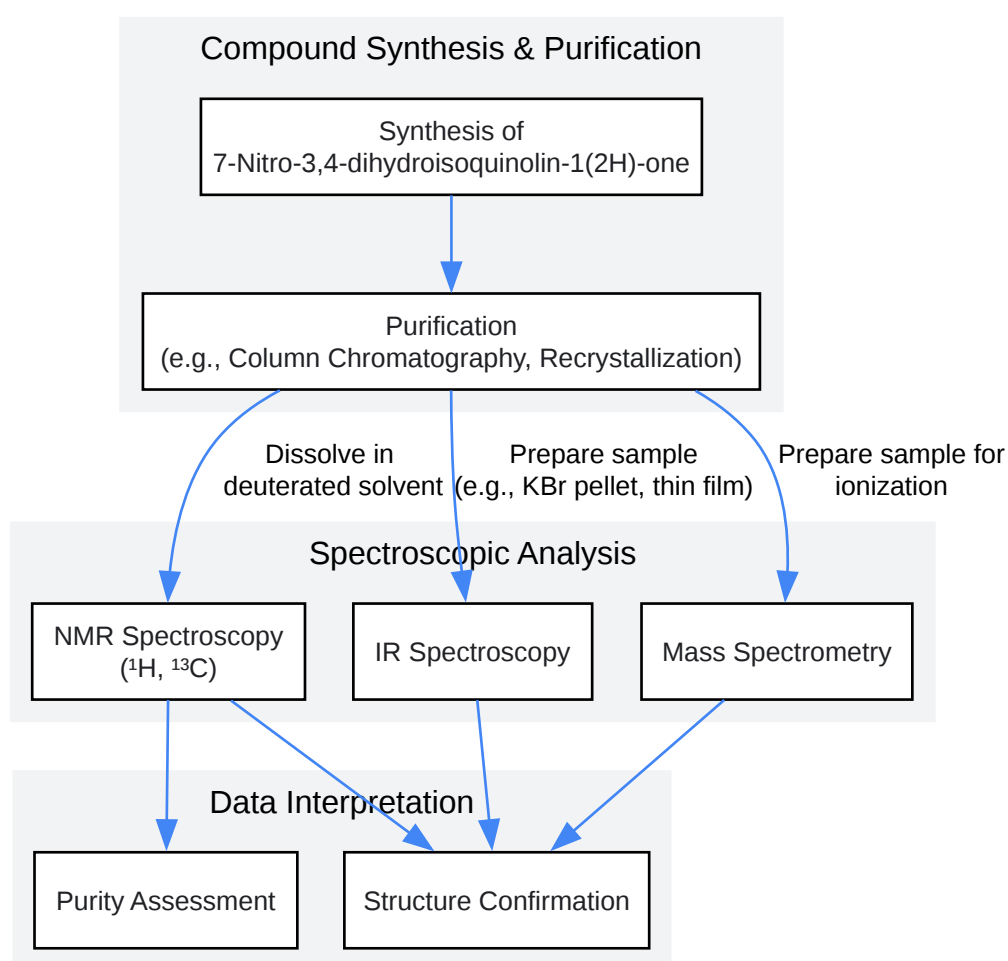 Compound Synthesis & Purification
Synthesis of
7-Nitro-3,4-dihydroisoquinolin-1(2H)-one
Purification
(e.g., Column Chromatography, Recrystallization)
Dissolve in
deuterated solvent
Prepare sample
(e.g., KBr pellet, thin film)
Prepare sample for
ionization
Spectroscopic Analysis
NMR Spectroscopy
(¹H, ¹³C)
IR Spectroscopy
Mass Spectrometry
Data Interpretation
Purity Assessment
Structure Confirmation